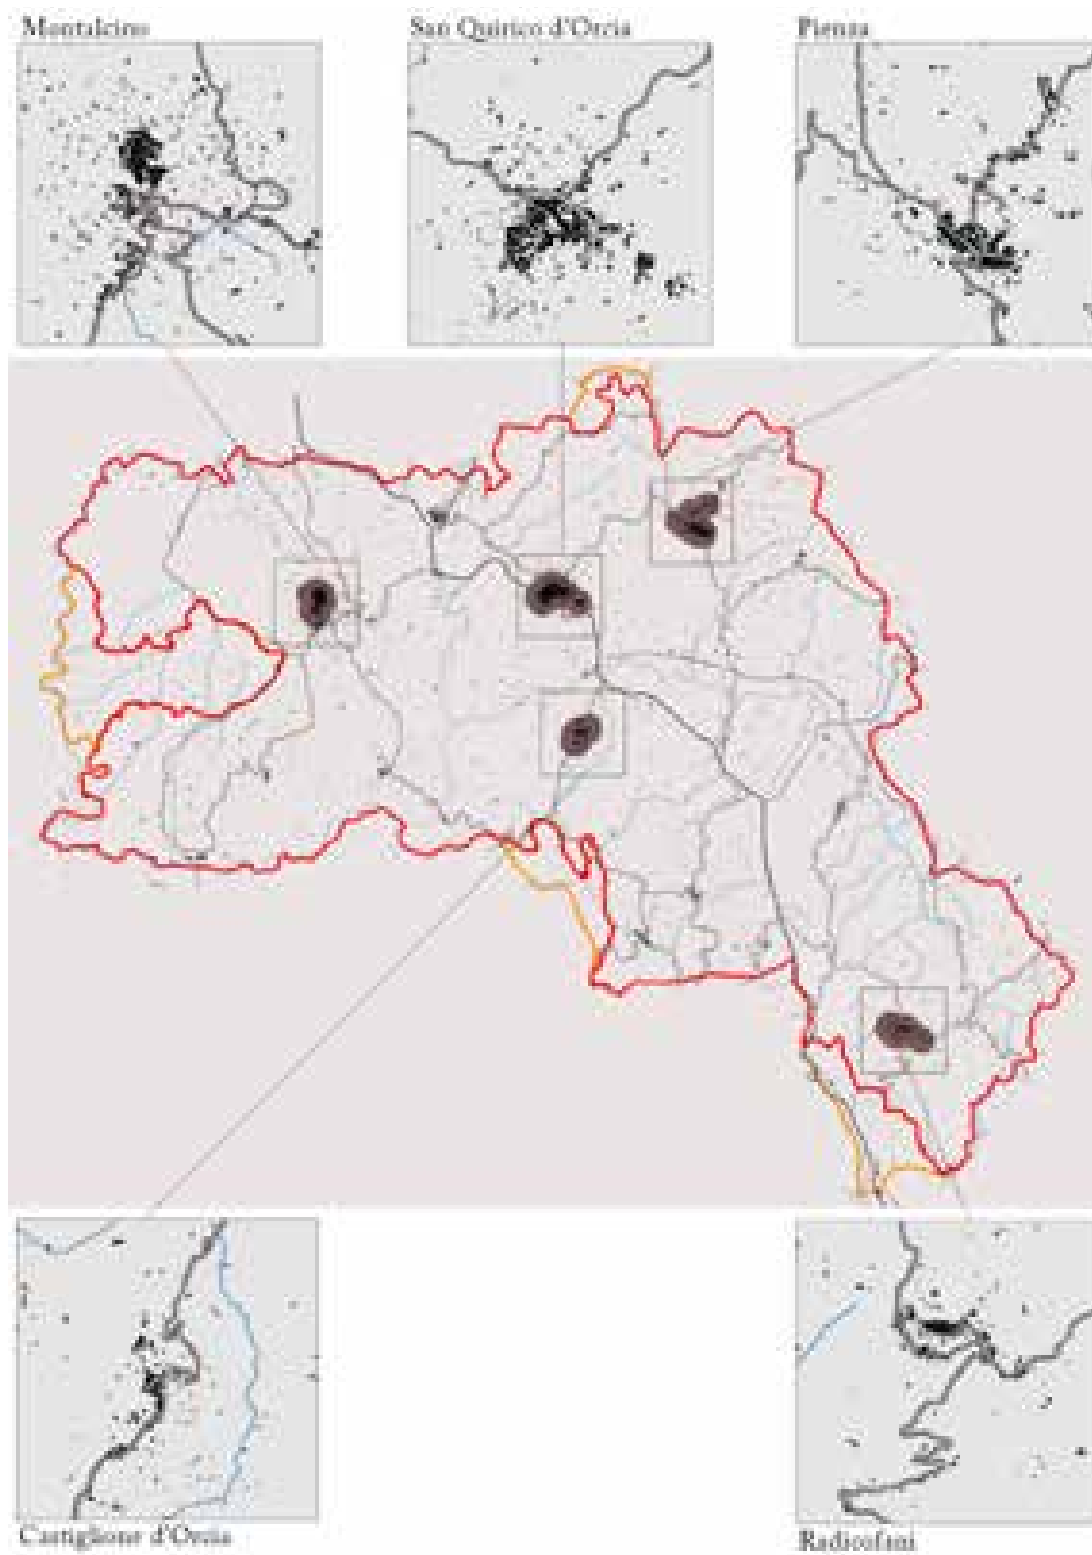 Montalcino
San Quirico d'Orcia
Pienza
Castiglione d'Orcia
Radicofani